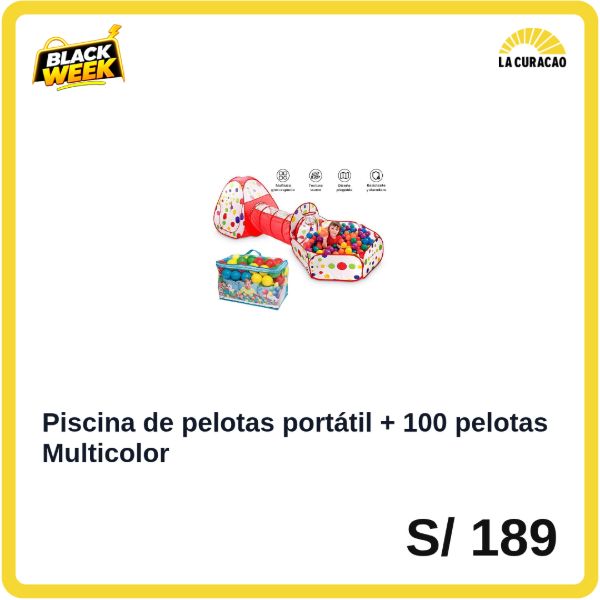 BLACK
WEEK
LA CURACAO
Piscina de pelotas portátil + 100 pelotas
Multicolor
S/ 189